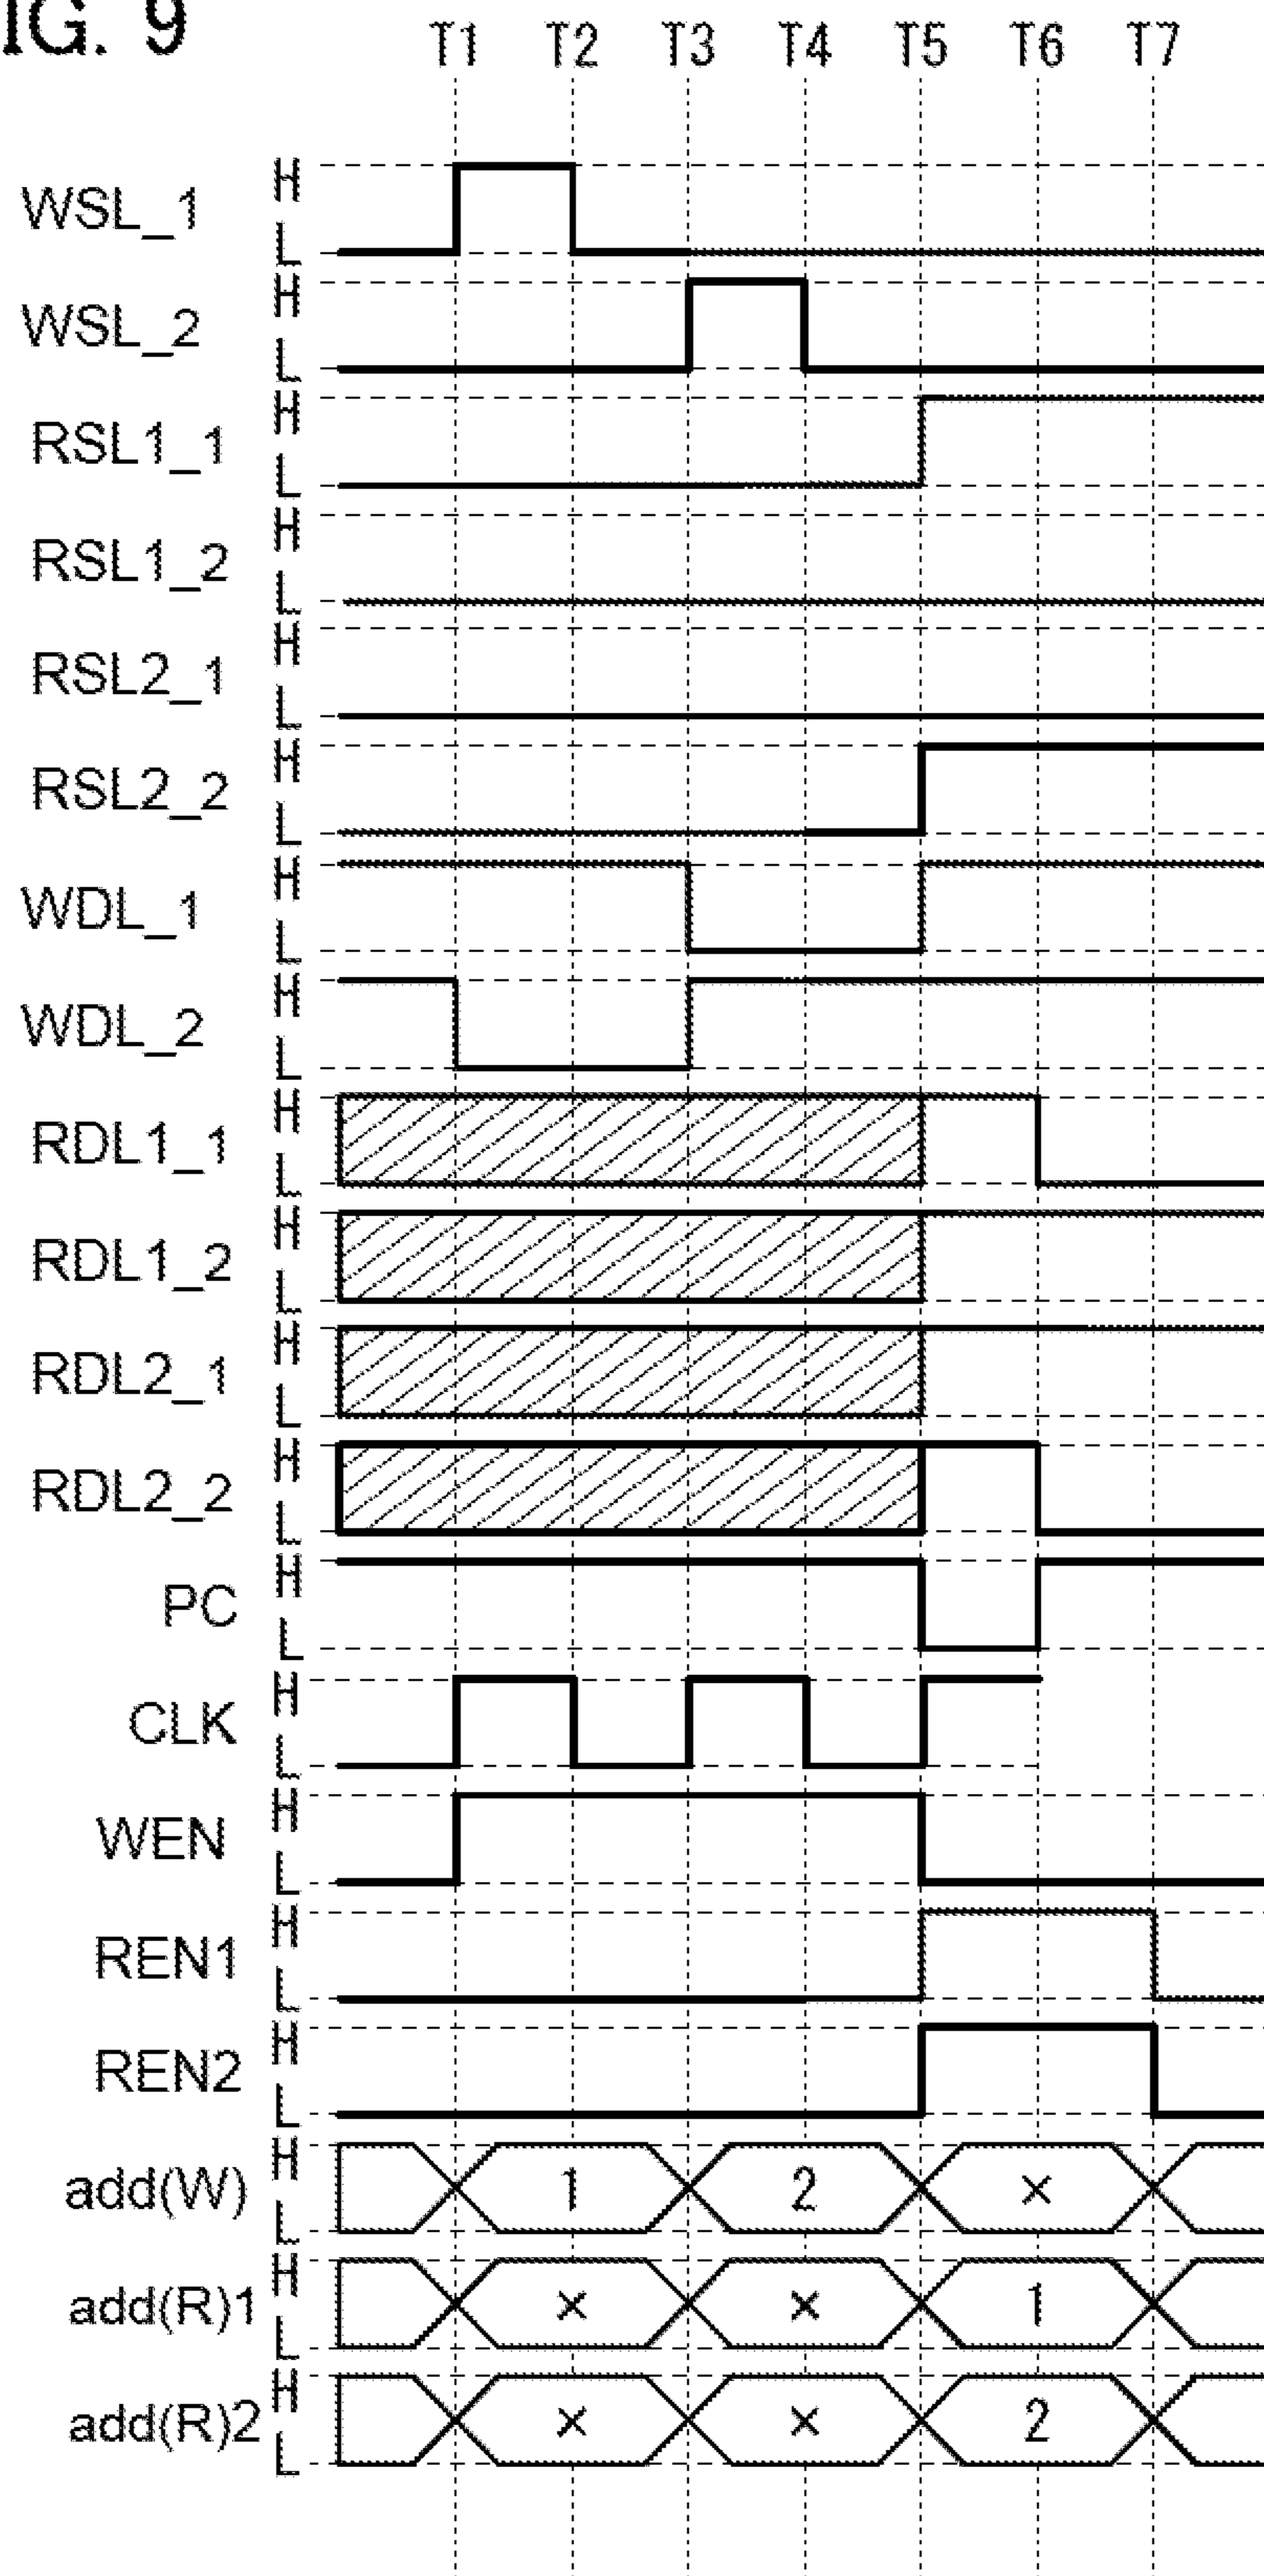 IG. 9
T1 T2 T3 T4 T5 T6 T7
WSL_1 H L
WSL_2 H L
RSL1_1 H L
RSL1_2 H L
RSL2_1 H L
RSL2_2 H L
WDL_1 H L
WDL_2 H L
RDL1_1 H L
RDL1_2 H L
RDL2_1 H L
RDL2_2 H L
PC H L
CLK H L
WEN H L
REN1 H L
REN2 H L
add(W) H L 1 2 ×
add(R)1 H L × × 1
add(R)2 H L × × 2